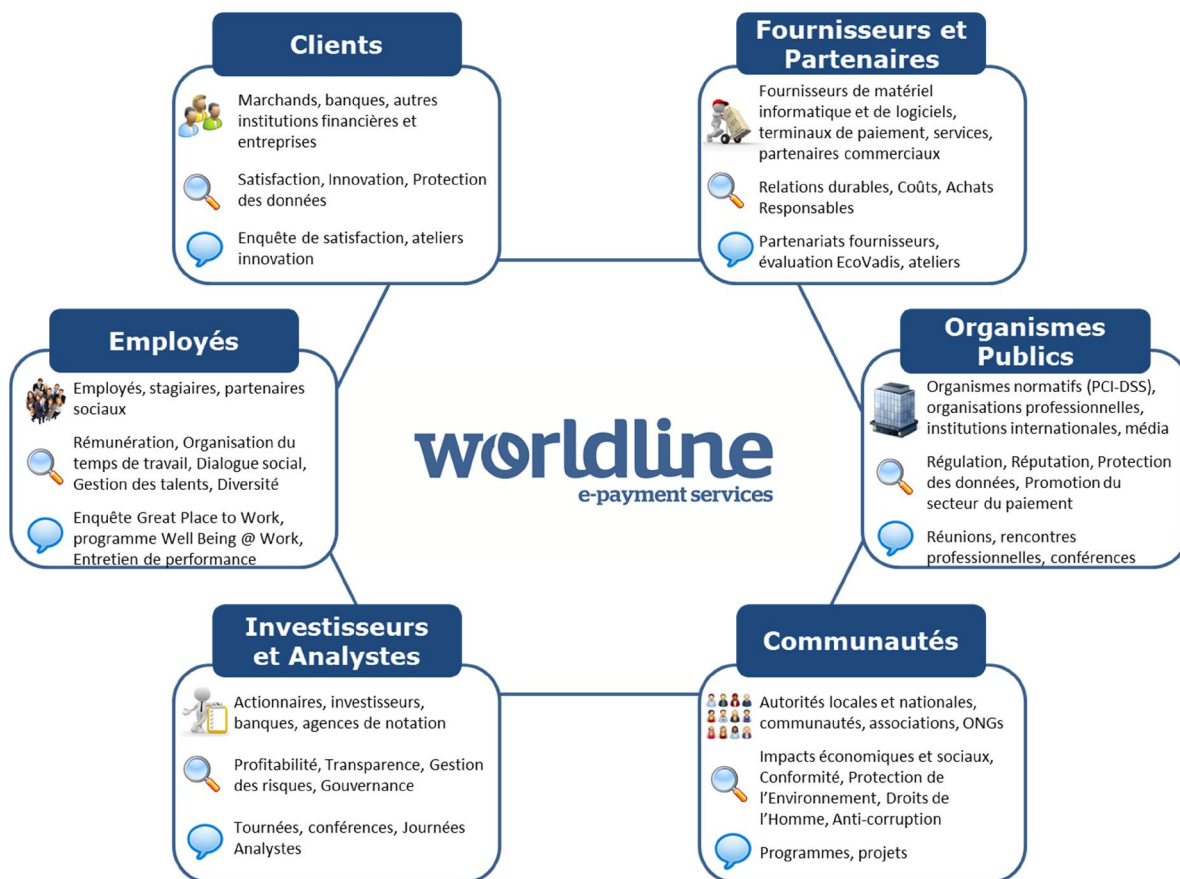 Clients
Marchands, banques, autres
institutions financières et
entreprises
Satisfaction, Innovation, Protection
des données
Enquête de satisfaction, ateliers
innovation
Fournisseurs et
Partenaires
Fournisseurs de matériel
informatique et de logiciels,
terminaux de paiement, services,
partenaires commerciaux
Relations durables, Coûts, Achats
Responsables
Partenariats fournisseurs,
évaluation EcoVadis, ateliers
Employés
Employés, stagiaires, partenaires
sociaux
Rémunération, Organisation du
temps de travail, Dialogue social,
Gestion des talents, Diversité
Enquête Great Place to Work,
programme Well Being @ Work,
Entretien de performance
worldline
e-payment services
Organismes
Publics
Organismes normatifs (PCI-DSS),
organisations professionnelles,
institutions internationales, média
Régulation, Réputation, Protection
des données, Promotion du
secteur du paiement
Réunions, rencontres
professionnelles, conférences
Investisseurs
et Analystes
Actionnaires, investisseurs,
banques, agences de notation
Profitabilité, Transparence, Gestion
des risques, Gouvernance
Tournées, conférences, Journées
Analystes
Communautés
Autorités locales et nationales,
communautés, associations, ONGs
Impacts économiques et sociaux,
Conformité, Protection de
l'Environnement, Droits de
l'Homme, Anti-corruption
Programmes, projets